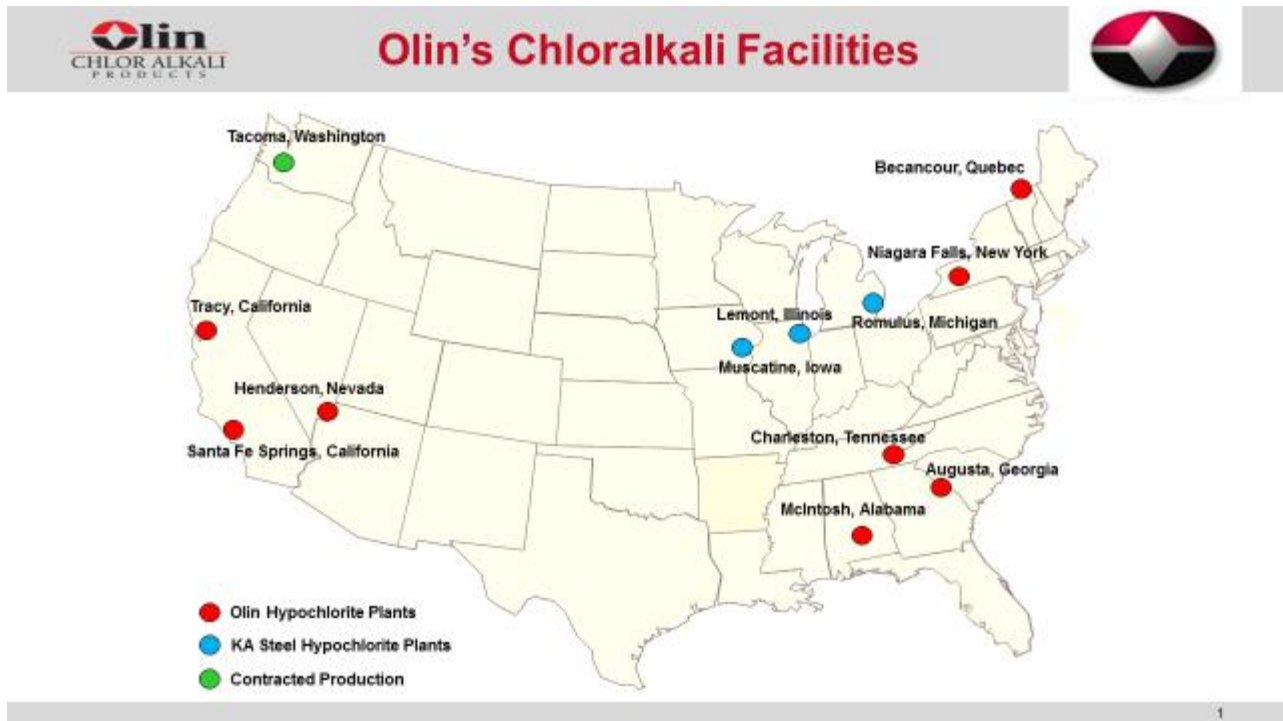 Olin
CHLOR ALKALI
PRODUCTS
Olin's Chloralkali Facilities
Tacoma, Washington
Becancour, Quebec
Niagara Falls, New York
Tracy, California
Lemont, Illinois
Romulus, Michigan
Muscatine, Iowa
Henderson, Nevada
Santa Fe Springs, California
Charleston, Tennessee
Augusta, Georgia
McIntosh, Alabama
Olin Hypochlorite Plants
KA Steel Hypochlorite Plants
Contracted Production
1